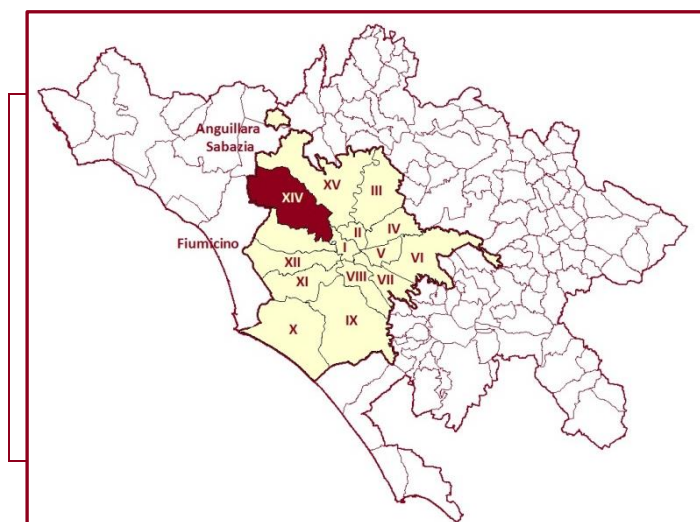 Anguillara
Sabazia
XV
III
XIV
II
IV
Fiumicino
I
V
VI
XII
XI
VIII
VII
X
IX